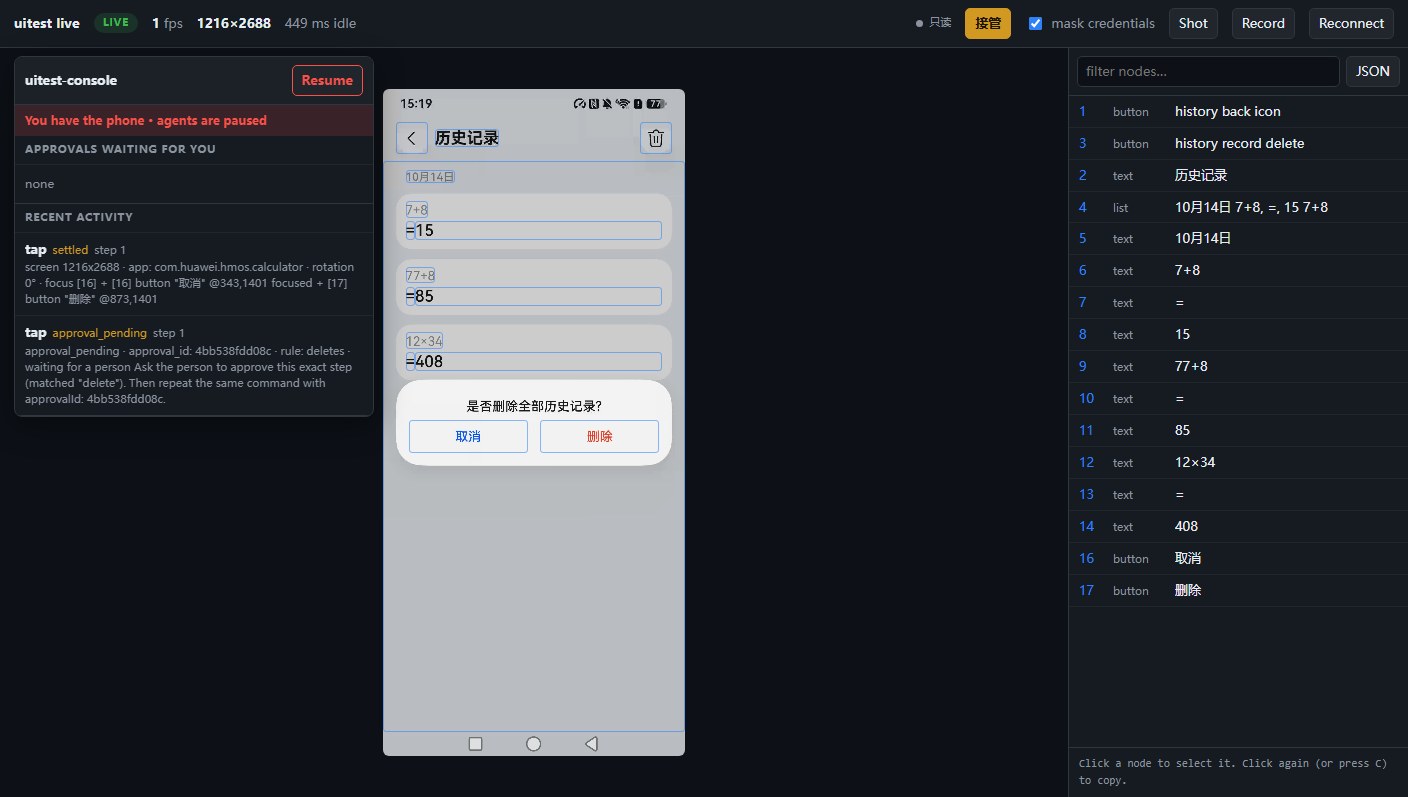 uitest live LIVE 1 fps 1216×2688 449 ms idle
只读 接管 mask credentials Shot Record Reconnect
uitest-console Resume
You have the phone • agents are paused
APPROVALS WAITING FOR YOU
none
RECENT ACTIVITY
tap settled step 1
screen 1216x2688 · app: com.huawei.hmos.calculator · rotation
0° · focus [16] + [16] button "取消" @343,1401 focused + [17]
button "删除" @873,1401
tap approval_pending step 1
approval_pending · approval_id: 4bb538fdd08c · rule: deletes ·
waiting for a person Ask the person to approve this exact step
(matched "delete"). Then repeat the same command with
approvalId: 4bb538fdd08c.
15:19 77
历史记录
10月14日
7+8
=15
77+8
=85
12×34
=408
是否删除全部历史记录?
取消 删除
filter nodes... JSON
1 button history back icon
3 button history record delete
2 text 历史记录
4 list 10月14日 7+8, =, 15 7+8
5 text 10月14日
6 text 7+8
7 text =
8 text 15
9 text 77+8
10 text =
11 text 85
12 text 12×34
13 text =
14 text 408
16 button 取消
17 button 删除
Click a node to select it. Click again (or press C)
to copy.